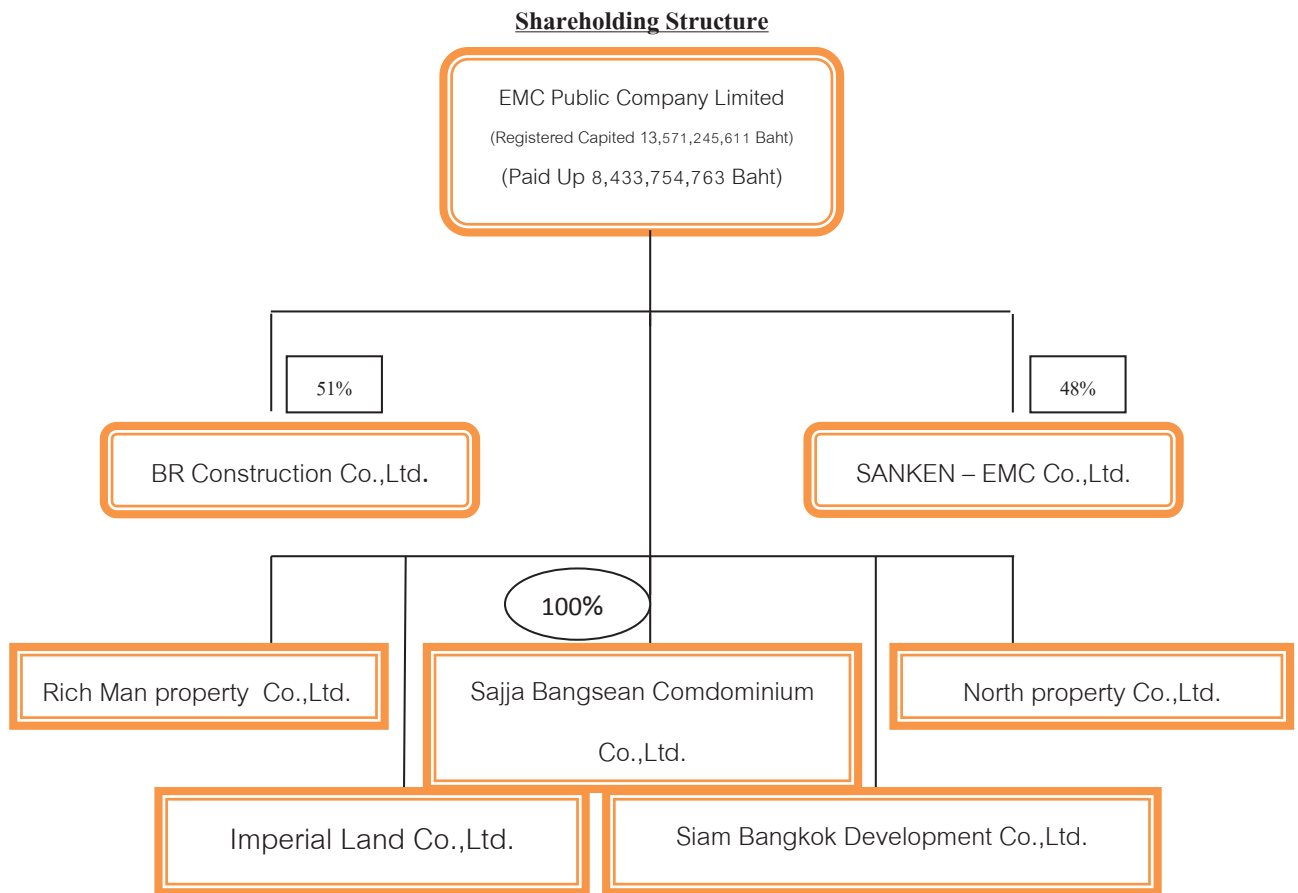 Shareholding Structure
EMC Public Company Limited
(Registered Capited 13,571,245,611 Baht)
(Paid Up 8,433,754,763 Baht)
51%
48%
BR Construction Co.,Ltd.
SANKEN – EMC Co.,Ltd.
100%
Rich Man property Co.,Ltd.
Sajja Bangsean Comdominium
Co.,Ltd.
North property Co.,Ltd.
Imperial Land Co.,Ltd.
Siam Bangkok Development Co.,Ltd.